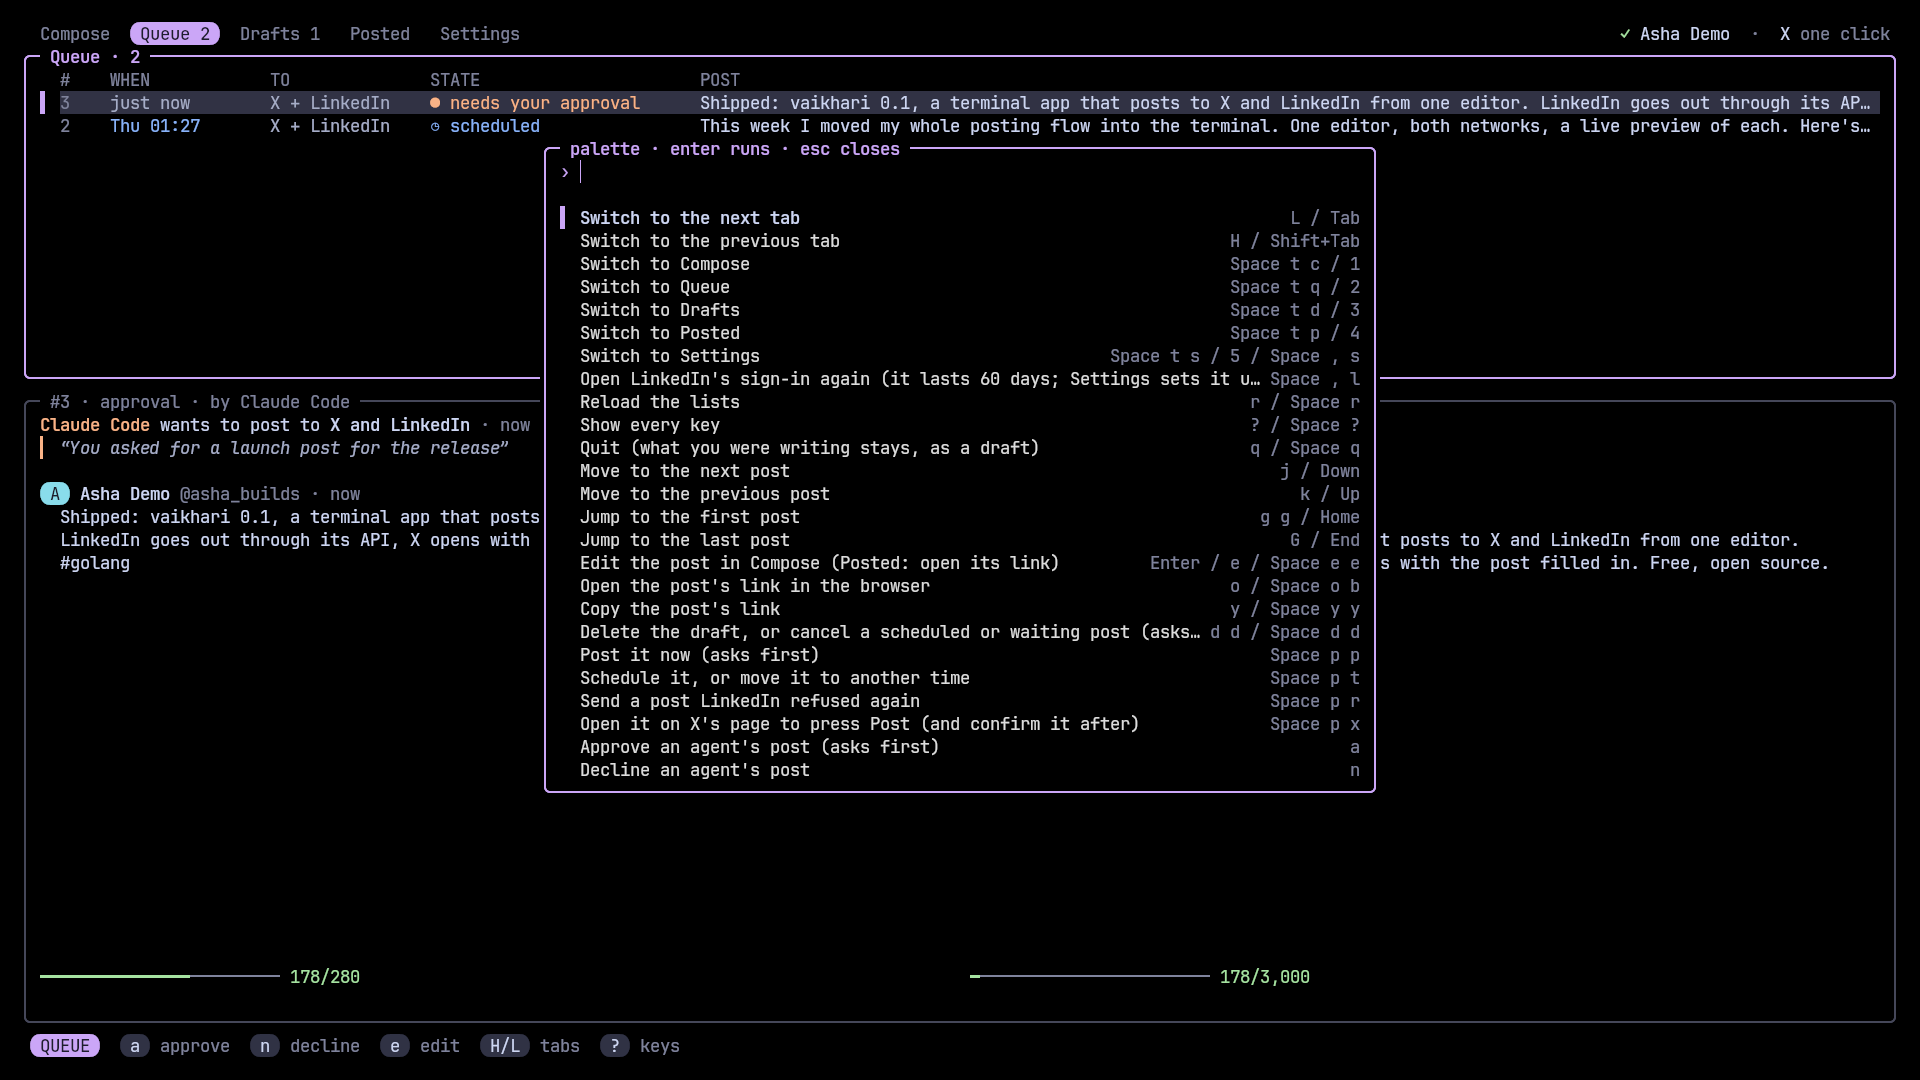 Compose Queue 2 Drafts 1 Posted Settings ✓ Asha Demo · X one click
Queue · 2
# WHEN TO STATE POST
3 just now X + LinkedIn ● needs your approval Shipped: vaikhari 0.1, a terminal app that posts to X and LinkedIn from one editor. LinkedIn goes out through its AP…
2 Thu 01:27 X + LinkedIn ◷ scheduled This week I moved my whole posting flow into the terminal. One editor, both networks, a live preview of each. Here's…
palette · enter runs · esc closes
›
Switch to the next tab L / Tab
Switch to the previous tab H / Shift+Tab
Switch to Compose Space t c / 1
Switch to Queue Space t q / 2
Switch to Drafts Space t d / 3
Switch to Posted Space t p / 4
Switch to Settings Space t s / 5 / Space , s
Open LinkedIn's sign-in again (it lasts 60 days; Settings sets it u… Space , l
Reload the lists r / Space r
Show every key ? / Space ?
Quit (what you were writing stays, as a draft) q / Space q
Move to the next post j / Down
Move to the previous post k / Up
Jump to the first post g g / Home
Jump to the last post G / End
Edit the post in Compose (Posted: open its link) Enter / e / Space e e
Open the post's link in the browser o / Space o b
Copy the post's link y / Space y y
Delete the draft, or cancel a scheduled or waiting post (asks… d d / Space d d
Post it now (asks first) Space p p
Schedule it, or move it to another time Space p t
Send a post LinkedIn refused again Space p r
Open it on X's page to press Post (and confirm it after) Space p x
Approve an agent's post (asks first) a
Decline an agent's post n
#3 · approval · by Claude Code
Claude Code wants to post to X and LinkedIn · now
“You asked for a launch post for the release”
A Asha Demo @asha_builds · now
Shipped: vaikhari 0.1, a terminal app that posts
LinkedIn goes out through its API, X opens with
#golang
t posts to X and LinkedIn from one editor.
s with the post filled in. Free, open source.
178/280 178/3,000
QUEUE a approve n decline e edit H/L tabs ? keys